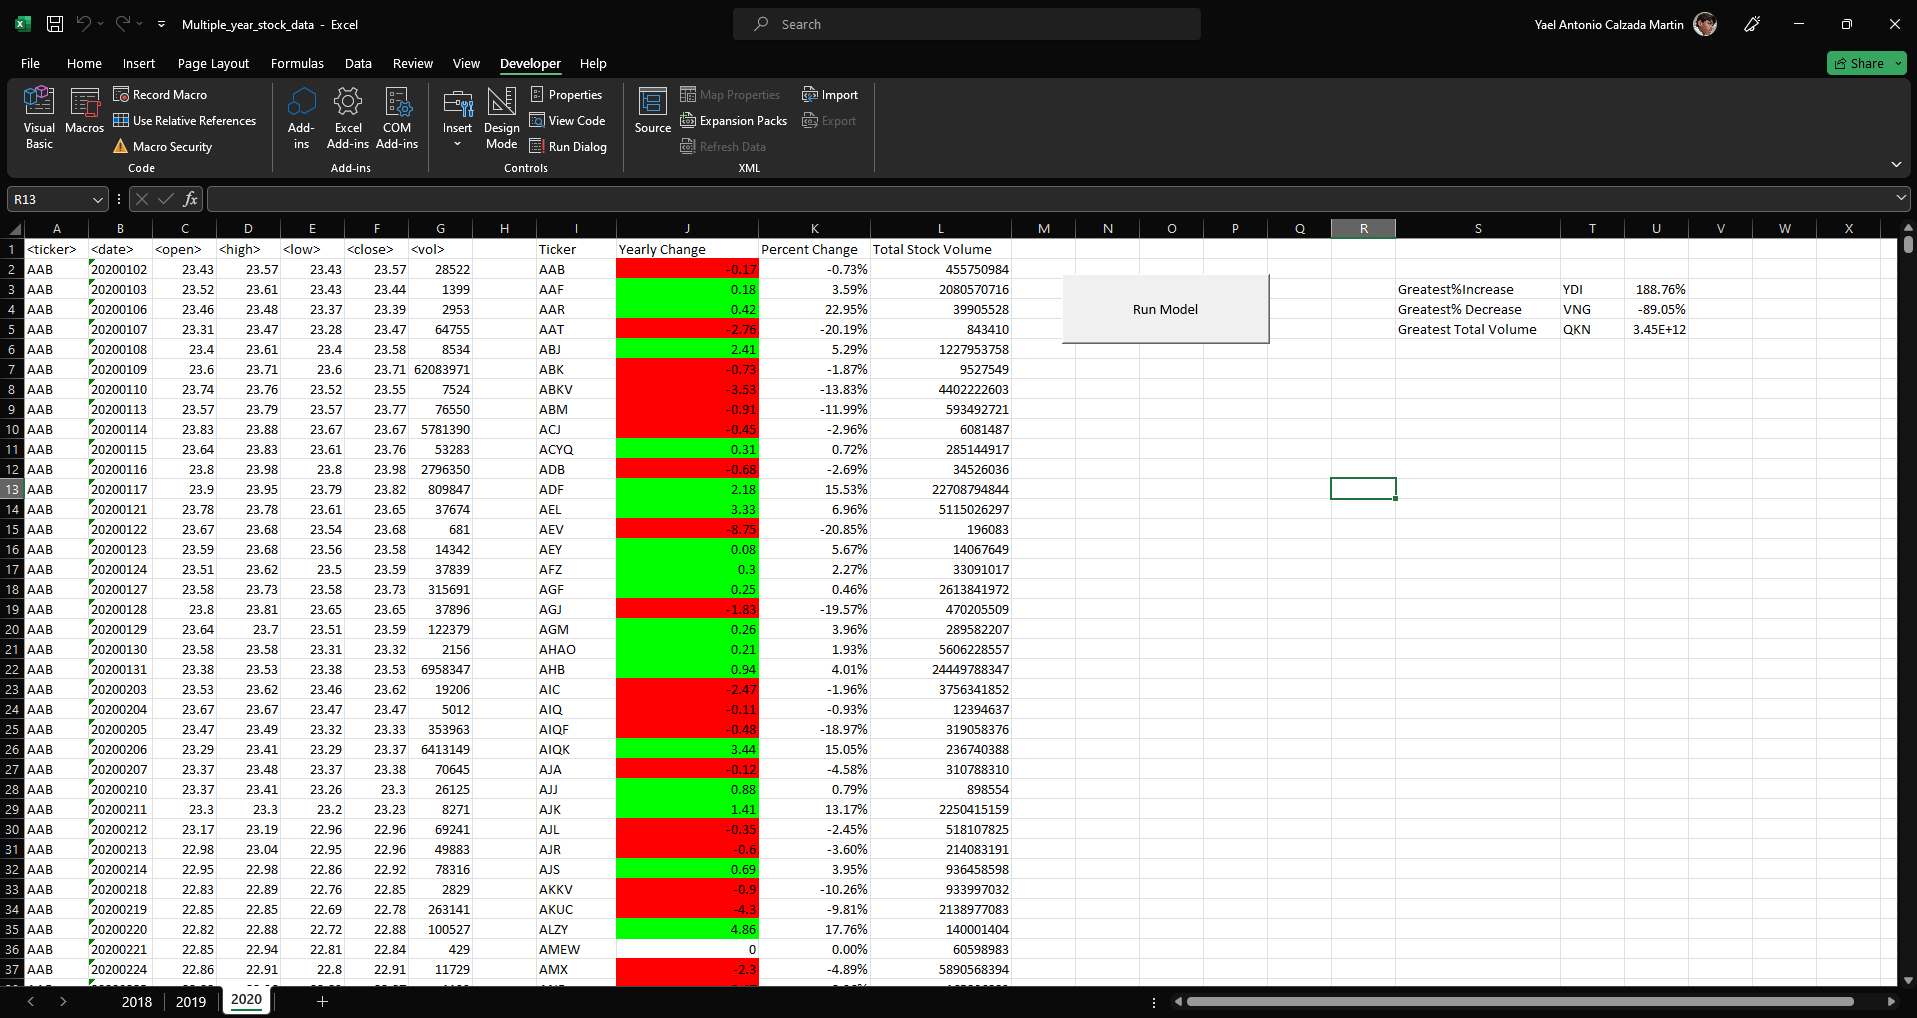 Multiple_year_stock_data - Excel
Search
Yael Antonio Calzada Martin
File Home Insert Page Layout Formulas Data Review View Developer Help
Share
Visual Basic
Macros
Record Macro
Use Relative References
Macro Security
Code
Add-ins
Excel Add-ins
COM Add-ins
Add-ins
Insert
Design Mode
Properties
View Code
Run Dialog
Controls
Source
Map Properties
Expansion Packs
Refresh Data
Import
Export
XML
R13
fx
A B C D E F G H I J K L M N O P Q R S T U V W X
1 <ticker> <date> <open> <high> <low> <close> <vol> Ticker Yearly Change Percent Change Total Stock Volume
2 AAB 20200102 23.43 23.57 23.43 23.57 28522 AAB -0.17 -0.73% 455750984
3 AAB 20200103 23.52 23.61 23.43 23.44 1399 AAF 0.18 3.59% 2080570716 Greatest%Increase YDI 188.76%
4 AAB 20200106 23.46 23.48 23.37 23.39 2953 AAR 0.42 22.95% 39905528 Run Model Greatest% Decrease VNG -89.05%
5 AAB 20200107 23.31 23.47 23.28 23.47 64755 AAT -2.76 -20.19% 843410 Greatest Total Volume QKN 3.45E+12
6 AAB 20200108 23.4 23.61 23.4 23.58 8534 ABJ 2.41 5.29% 1227953758
7 AAB 20200109 23.6 23.71 23.6 23.71 62083971 ABK -0.73 -1.87% 9527549
8 AAB 20200110 23.74 23.76 23.52 23.55 7524 ABKV -3.53 -13.83% 4402222603
9 AAB 20200113 23.57 23.79 23.57 23.77 76550 ABM -0.91 -11.99% 593492721
10 AAB 20200114 23.83 23.88 23.67 23.67 5781390 ACJ -0.45 -2.96% 6081487
11 AAB 20200115 23.64 23.83 23.61 23.76 53283 ACYQ 0.31 0.72% 285144917
12 AAB 20200116 23.8 23.98 23.8 23.98 2796350 ADB -0.68 -2.69% 34526036
13 AAB 20200117 23.9 23.95 23.79 23.82 809847 ADF 2.18 15.53% 22708794844
14 AAB 20200121 23.78 23.78 23.61 23.65 37674 AEL 3.33 6.96% 5115026297
15 AAB 20200122 23.67 23.68 23.54 23.68 681 AEV -8.75 -20.85% 196083
16 AAB 20200123 23.59 23.68 23.56 23.58 14342 AEY 0.08 5.67% 14067649
17 AAB 20200124 23.51 23.62 23.5 23.59 37839 AFZ 0.3 2.27% 33091017
18 AAB 20200127 23.58 23.73 23.58 23.73 315691 AGF 0.25 0.46% 2613841972
19 AAB 20200128 23.8 23.81 23.65 23.65 37896 AGJ -1.83 -19.57% 470205509
20 AAB 20200129 23.64 23.7 23.51 23.59 122379 AGM 0.26 3.96% 289582207
21 AAB 20200130 23.58 23.58 23.31 23.32 2156 AHAO 0.21 1.93% 5606228557
22 AAB 20200131 23.38 23.53 23.38 23.53 6958347 AHB 0.94 4.01% 24449788347
23 AAB 20200203 23.53 23.62 23.46 23.62 19206 AIC -2.47 -1.96% 3756341852
24 AAB 20200204 23.67 23.67 23.47 23.47 5012 AIQ -0.11 -0.93% 12394637
25 AAB 20200205 23.47 23.49 23.32 23.33 353963 AIQF -0.48 -18.97% 319058376
26 AAB 20200206 23.29 23.41 23.29 23.37 6413149 AIQK 3.44 15.05% 236740388
27 AAB 20200207 23.37 23.48 23.37 23.38 70645 AJA -0.12 -4.58% 310788310
28 AAB 20200210 23.37 23.41 23.26 23.3 26125 AJJ 0.88 0.79% 898554
29 AAB 20200211 23.3 23.3 23.2 23.23 8271 AJK 1.41 13.17% 2250415159
30 AAB 20200212 23.17 23.19 22.96 22.96 69241 AJL -0.35 -2.45% 518107825
31 AAB 20200213 22.98 23.04 22.95 22.96 49883 AJR -0.6 -3.60% 214083191
32 AAB 20200214 22.95 22.98 22.86 22.92 78316 AJS 0.69 3.95% 936458598
33 AAB 20200218 22.83 22.89 22.76 22.85 2829 AKKV -0.9 -10.26% 933997032
34 AAB 20200219 22.85 22.85 22.69 22.78 263141 AKUC -4.3 -9.81% 2138977083
35 AAB 20200220 22.82 22.88 22.72 22.88 100527 ALZY 4.86 17.76% 140001404
36 AAB 20200221 22.85 22.94 22.81 22.84 429 AMEW 0 0.00% 60598983
37 AAB 20200224 22.86 22.91 22.8 22.91 11729 AMX -2.3 -4.89% 5890568394
2018 2019 2020